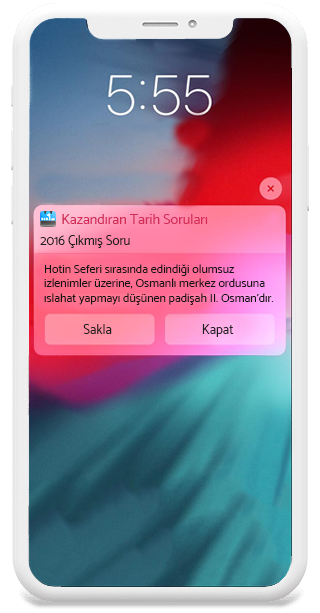 5:55
Kazandıran Tarih Soruları
2016 Çıkmış Soru
Hotin Seferi sırasında edindiği olumsuz
izlenimler üzerine, Osmanlı merkez ordusuna
ıslahat yapmayı düşünen padişah II. Osman'dır.
Sakla Kapat